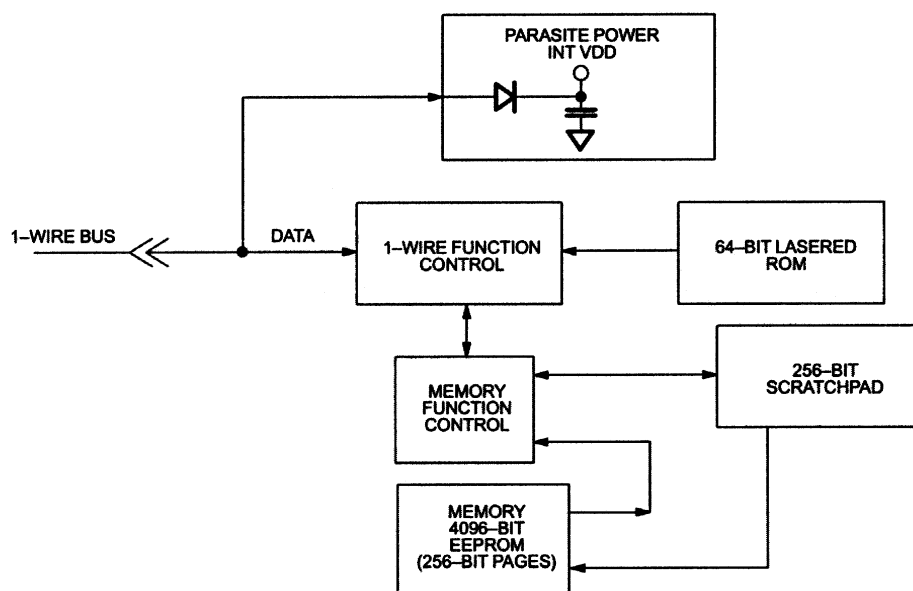 PARASITE POWER
INT VDD
1–WIRE BUS
DATA
1–WIRE FUNCTION
CONTROL
64–BIT LASERED
ROM
MEMORY
FUNCTION
CONTROL
256–BIT
SCRATCHPAD
MEMORY
4096–BIT
EEPROM
(256–BIT PAGES)